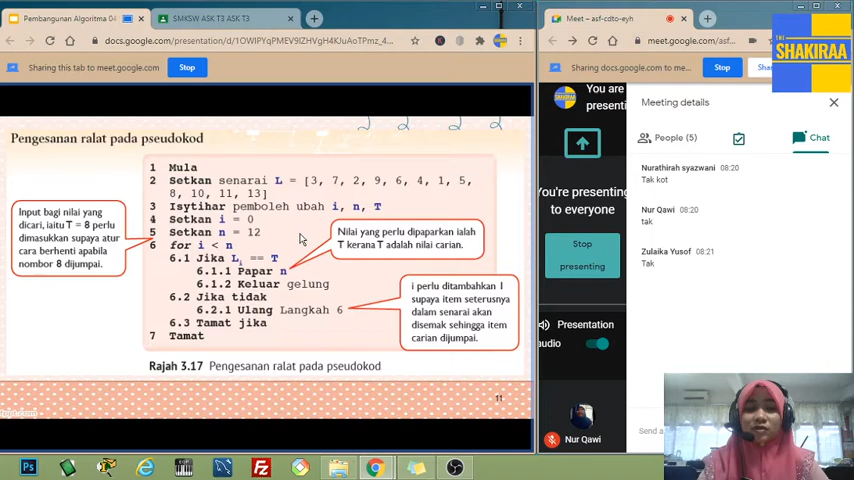 Pembangunan Algoritma G
SMKSW ASK T3 ASK T3
docs.google.com/presentation/d/1OWIPYqPMEV9IZHVgH4KJuAoTPmz_4...
Sharing this tab to meet.google.com
Stop
Pengesanan ralat pada pseudokod
1 Mula
2 Setkan senarai L = [3, 7, 2, 9, 6, 4, 1, 5,
8, 10, 11, 13]
3 Isytihar pemboleh ubah i, n, T
4 Setkan i = 0
5 Setkan n = 12
6 for i < n
6.1 Jika Li == T
6.1.1 Papar n
6.1.2 Keluar gelung
6.2 Jika tidak
6.2.1 Ulang Langkah 6
6.3 Tamat jika
7 Tamat
Input bagi nilai yang
dicari, iaitu T = 8 perlu
dimasukkan supaya atur
cara berhenti apabila
nombor 8 dijumpai.
Nilai yang perlu dipaparkan ialah
T kerana T adalah nilai carian.
i perlu ditambahkan 1
supaya item seterusnya
dalam senarai akan
disemak sehingga item
carian dijumpai.
Rajah 3.17 Pengesanan ralat pada pseudokod
11
Meet – asf-cdto-eyh
meet.google.com/asf
Sharing docs.google.com to me...
Stop
Shar
THE
SHAKIRAA
You are
presenti
You're presenting
to everyone
Stop
presenting
Presentation
audio
Nur Qawi
Meeting details
People (5)
Chat
Nurathirah syazwani 08:20
Tak kot
Nur Qawi 08:20
Tak
Zulaika Yusof 08:21
Tak
Send a
Ps